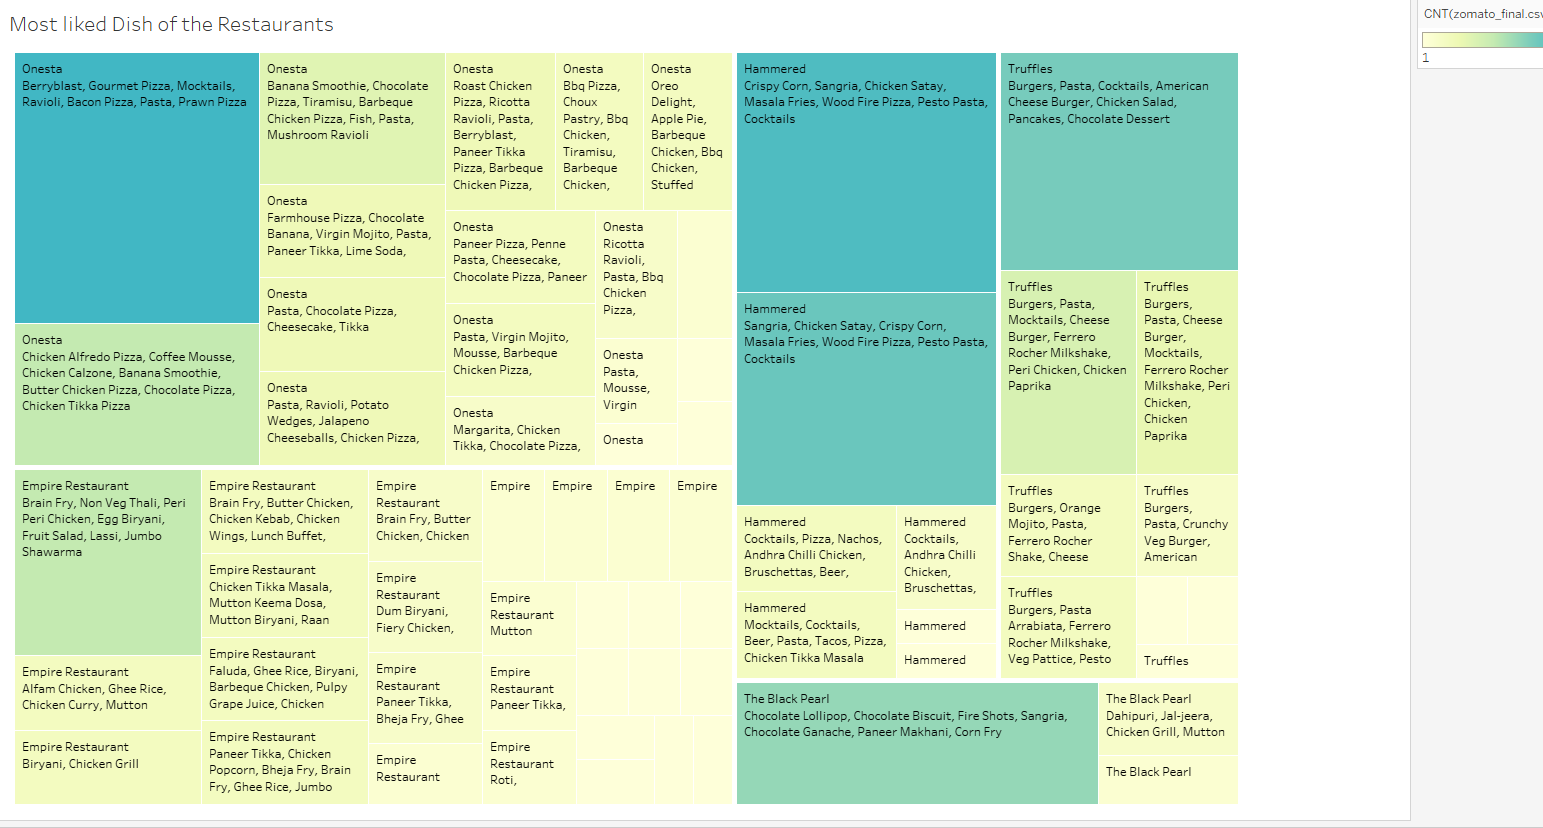 Most liked Dish of the Restaurants
CNT(zomato_final.csv
1
Onesta
Berryblast, Gourmet Pizza, Mocktails,
Ravioli, Bacon Pizza, Pasta, Prawn Pizza
Onesta
Chicken Alfredo Pizza, Coffee Mousse,
Chicken Calzone, Banana Smoothie,
Butter Chicken Pizza, Chocolate Pizza,
Chicken Tikka Pizza
Onesta
Banana Smoothie, Chocolate
Pizza, Tiramisu, Barbeque
Chicken Pizza, Fish, Pasta,
Mushroom Ravioli
Onesta
Farmhouse Pizza, Chocolate
Banana, Virgin Mojito, Pasta,
Paneer Tikka, Lime Soda,
Onesta
Pasta, Chocolate Pizza,
Cheesecake, Tikka
Onesta
Pasta, Ravioli, Potato
Wedges, Jalapeno
Cheeseballs, Chicken Pizza,
Onesta
Roast Chicken
Pizza, Ricotta
Ravioli, Pasta,
Berryblast,
Paneer Tikka
Pizza, Barbeque
Chicken Pizza,
Onesta
Bbq Pizza,
Choux
Pastry, Bbq
Chicken,
Tiramisu,
Barbeque
Chicken,
Onesta
Oreo
Delight,
Apple Pie,
Barbeque
Chicken, Bbq
Chicken,
Stuffed
Onesta
Paneer Pizza, Penne
Pasta, Cheesecake,
Chocolate Pizza, Paneer
Onesta
Pasta, Virgin Mojito,
Mousse, Barbeque
Chicken Pizza,
Onesta
Margarita, Chicken
Tikka, Chocolate Pizza,
Onesta
Ricotta
Ravioli,
Pasta, Bbq
Chicken
Pizza,
Onesta
Pasta,
Mousse,
Virgin
Onesta
Empire Restaurant
Brain Fry, Non Veg Thali, Peri
Peri Chicken, Egg Biryani,
Fruit Salad, Lassi, Jumbo
Shawarma
Empire Restaurant
Alfam Chicken, Ghee Rice,
Chicken Curry, Mutton
Empire Restaurant
Biryani, Chicken Grill
Empire Restaurant
Brain Fry, Butter Chicken,
Chicken Kebab, Chicken
Wings, Lunch Buffet,
Empire Restaurant
Chicken Tikka Masala,
Mutton Keema Dosa,
Mutton Biryani, Raan
Empire Restaurant
Faluda, Ghee Rice, Biryani,
Barbeque Chicken, Pulpy
Grape Juice, Chicken
Empire Restaurant
Paneer Tikka, Chicken
Popcorn, Bheja Fry, Brain
Fry, Ghee Rice, Jumbo
Empire
Restaurant
Brain Fry, Butter
Chicken, Chicken
Empire
Restaurant
Dum Biryani,
Fiery Chicken,
Empire
Restaurant
Paneer Tikka,
Bheja Fry, Ghee
Empire
Restaurant
Empire
Empire
Empire
Empire
Empire
Restaurant
Mutton
Empire
Restaurant
Paneer Tikka,
Empire
Restaurant
Roti,
Hammered
Crispy Corn, Sangria, Chicken Satay,
Masala Fries, Wood Fire Pizza, Pesto Pasta,
Cocktails
Hammered
Sangria, Chicken Satay, Crispy Corn,
Masala Fries, Wood Fire Pizza, Pesto Pasta,
Cocktails
Hammered
Cocktails, Pizza, Nachos,
Andhra Chilli Chicken,
Bruschettas, Beer,
Hammered
Mocktails, Cocktails,
Beer, Pasta, Tacos, Pizza,
Chicken Tikka Masala
Hammered
Cocktails,
Andhra Chilli
Chicken,
Bruschettas,
Hammered
Hammered
Truffles
Burgers, Pasta, Cocktails, American
Cheese Burger, Chicken Salad,
Pancakes, Chocolate Dessert
Truffles
Burgers, Pasta,
Mocktails, Cheese
Burger, Ferrero
Rocher Milkshake,
Peri Chicken, Chicken
Paprika
Truffles
Burgers,
Pasta, Cheese
Burger,
Mocktails,
Ferrero Rocher
Milkshake, Peri
Chicken,
Chicken
Paprika
Truffles
Burgers, Orange
Mojito, Pasta,
Ferrero Rocher
Shake, Cheese
Truffles
Burgers,
Pasta, Crunchy
Veg Burger,
American
Truffles
Burgers, Pasta
Arrabiata, Ferrero
Rocher Milkshake,
Veg Pattice, Pesto
Truffles
The Black Pearl
Chocolate Lollipop, Chocolate Biscuit, Fire Shots, Sangria,
Chocolate Ganache, Paneer Makhani, Corn Fry
The Black Pearl
Dahipuri, Jal-jeera,
Chicken Grill, Mutton
The Black Pearl